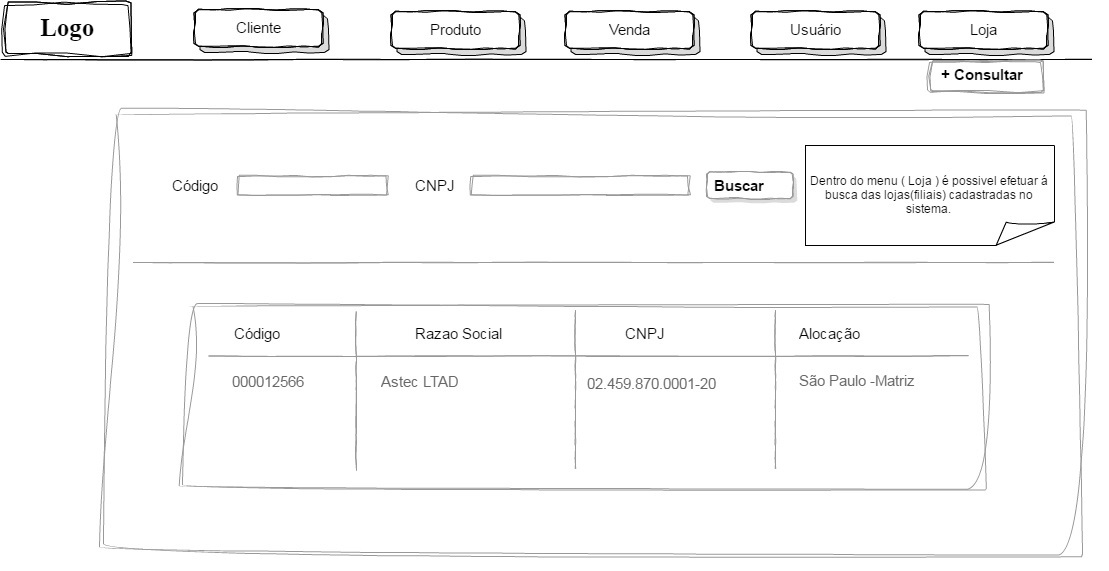 Logo
Cliente
Produto
Venda
Usuário
Loja
+ Consultar
Código
CNPJ
Buscar
Dentro do menu ( Loja ) é possivel efetuar á
busca das lojas(filiais) cadastradas no
sistema.
Código
Razao Social
CNPJ
Alocação
000012566
Astec LTAD
02.459.870.0001-20
São Paulo -Matriz